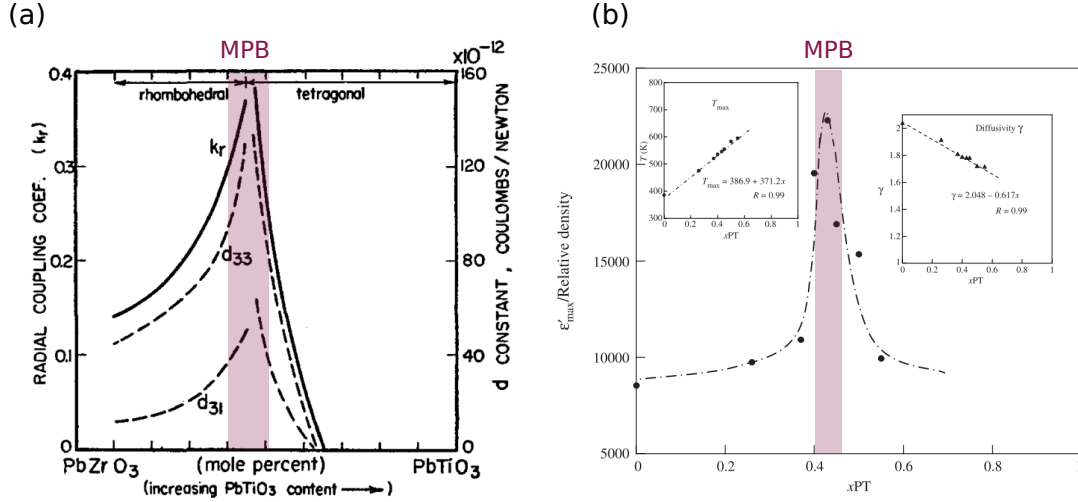 (a)
MPB
x10-12
0.4
0.3
0.2
0.1
0
RADIAL COUPLING COEF. (kr)
rhombohedral
tetragonal
kr
d33
d31
160
120
80
40
0
d CONSTANT, COULOMBS/NEWTON
PbZrO3
(mole percent)
PbTiO3
(increasing PbTiO3 content →)
(b)
MPB
25000
20000
15000
10000
5000
ε′max/Relative density
0
0.2
0.4
0.6
0.8
1
xPT
800
700
600
500
400
300
T (K)
Tmax
Tmax = 386.9 + 371.2x
R = 0.99
0 0.2 0.4 0.6 0.8 1
xPT
2
1.8
1.6
1.4
1.2
1
γ
Diffusivity γ
γ = 2.048 − 0.617x
R = 0.99
0 0.2 0.4 0.6 0.8 1
xPT